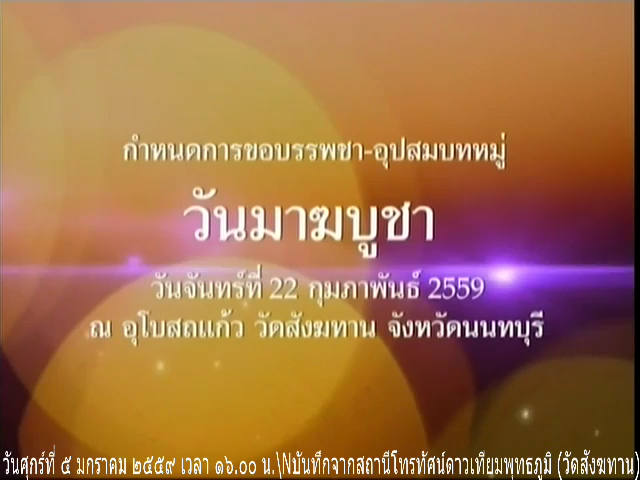 กำหนดการขอบรรพชา-อุปสมบทหมู่
วันมาฆบูชา
วันจันทร์ที่ 22 กุมภาพันธ์ 2559
ณ อุโบสถแก้ว วัดสังฆทาน จังหวัดนนทบุรี
วันศุกร์ที่ ๕ มกราคม ๒๕๕๙ เวลา ๑๖.๐๐ น.\Nบันทึกจากสถานีโทรทัศน์ดาวเทียมพุทธภูมิ (วัดสังฆทาน)